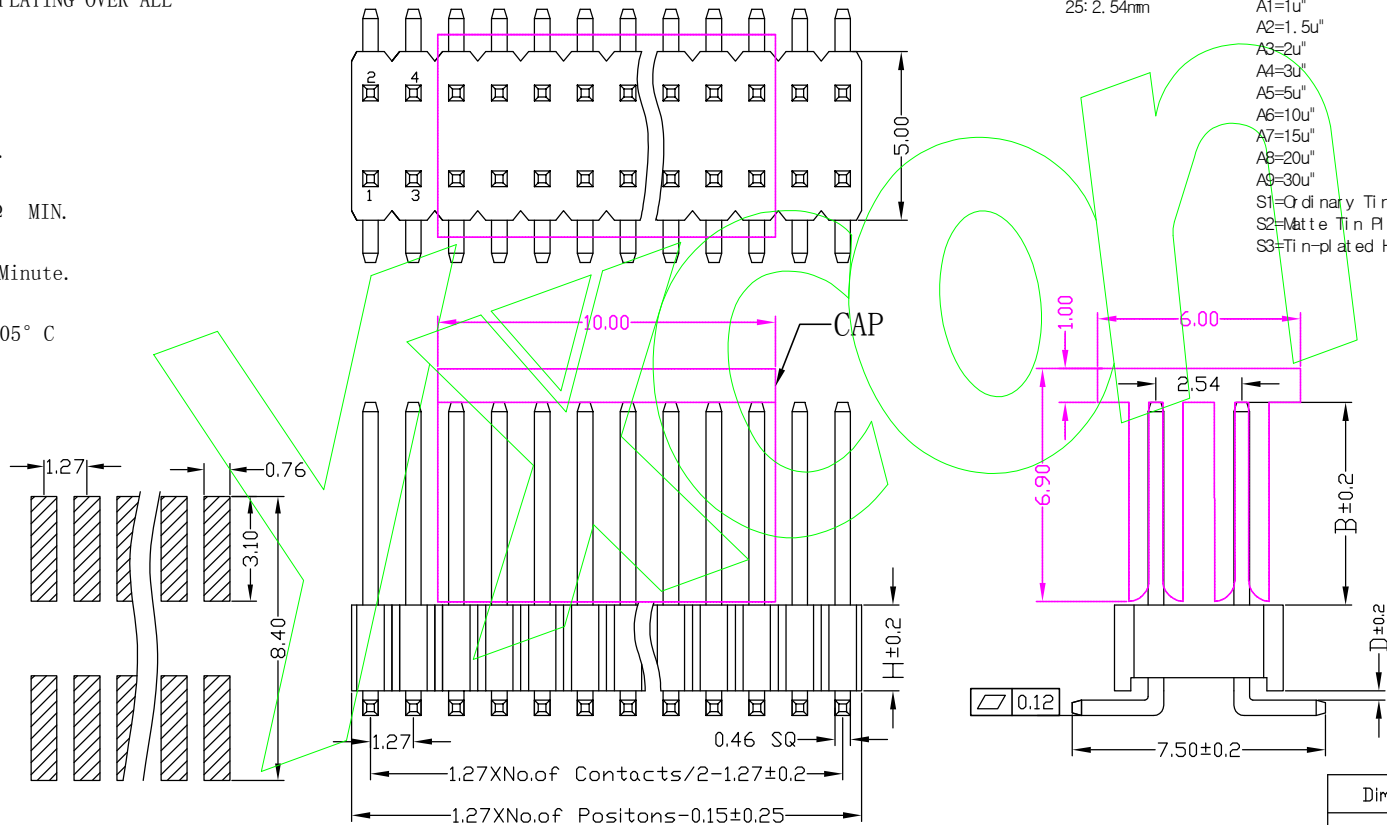 PLATING OVER ALL
MIN.
Minute.
05° C
25: 2.54mm
A1=1u"
A2=1.5u"
A3=2u"
A4=3u"
A5=5u"
A6=10u"
A7=15u"
A8=20u"
A9=30u"
S1=Ordinary Tin
S2=Matte Tin Pl
S3=Tin-plated H
2 4
1 3
5.00
10.00
CAP
1.00
6.00
2.54
6.90
B±0.2
D±0.2
0.12
7.50±0.2
1.27
0.76
3.10
8.40
H±0.2
1.27
0.46 SQ
1.27XNo.of Contacts/2-1.27±0.2
1.27XNo.of Positons-0.15±0.25
Dim
Yxcon